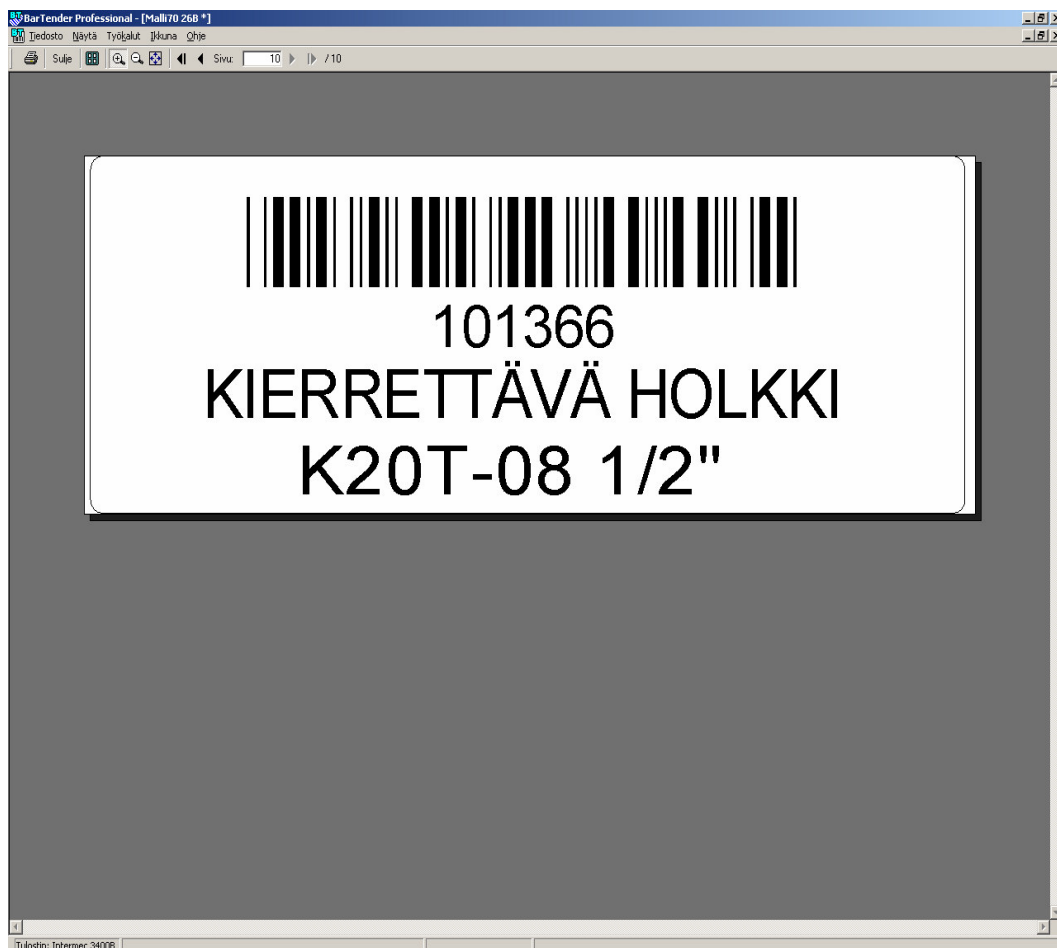 BarTender Professional - [Malli70 26B *]
Tiedosto Näytä Työkalut Ikkuna Ohje
Sulje Sivu: 10 / 10
101366
KIERRETTÄVÄ HOLKKI
K20T-08 1/2"
Tulostin: Intermec 3400B